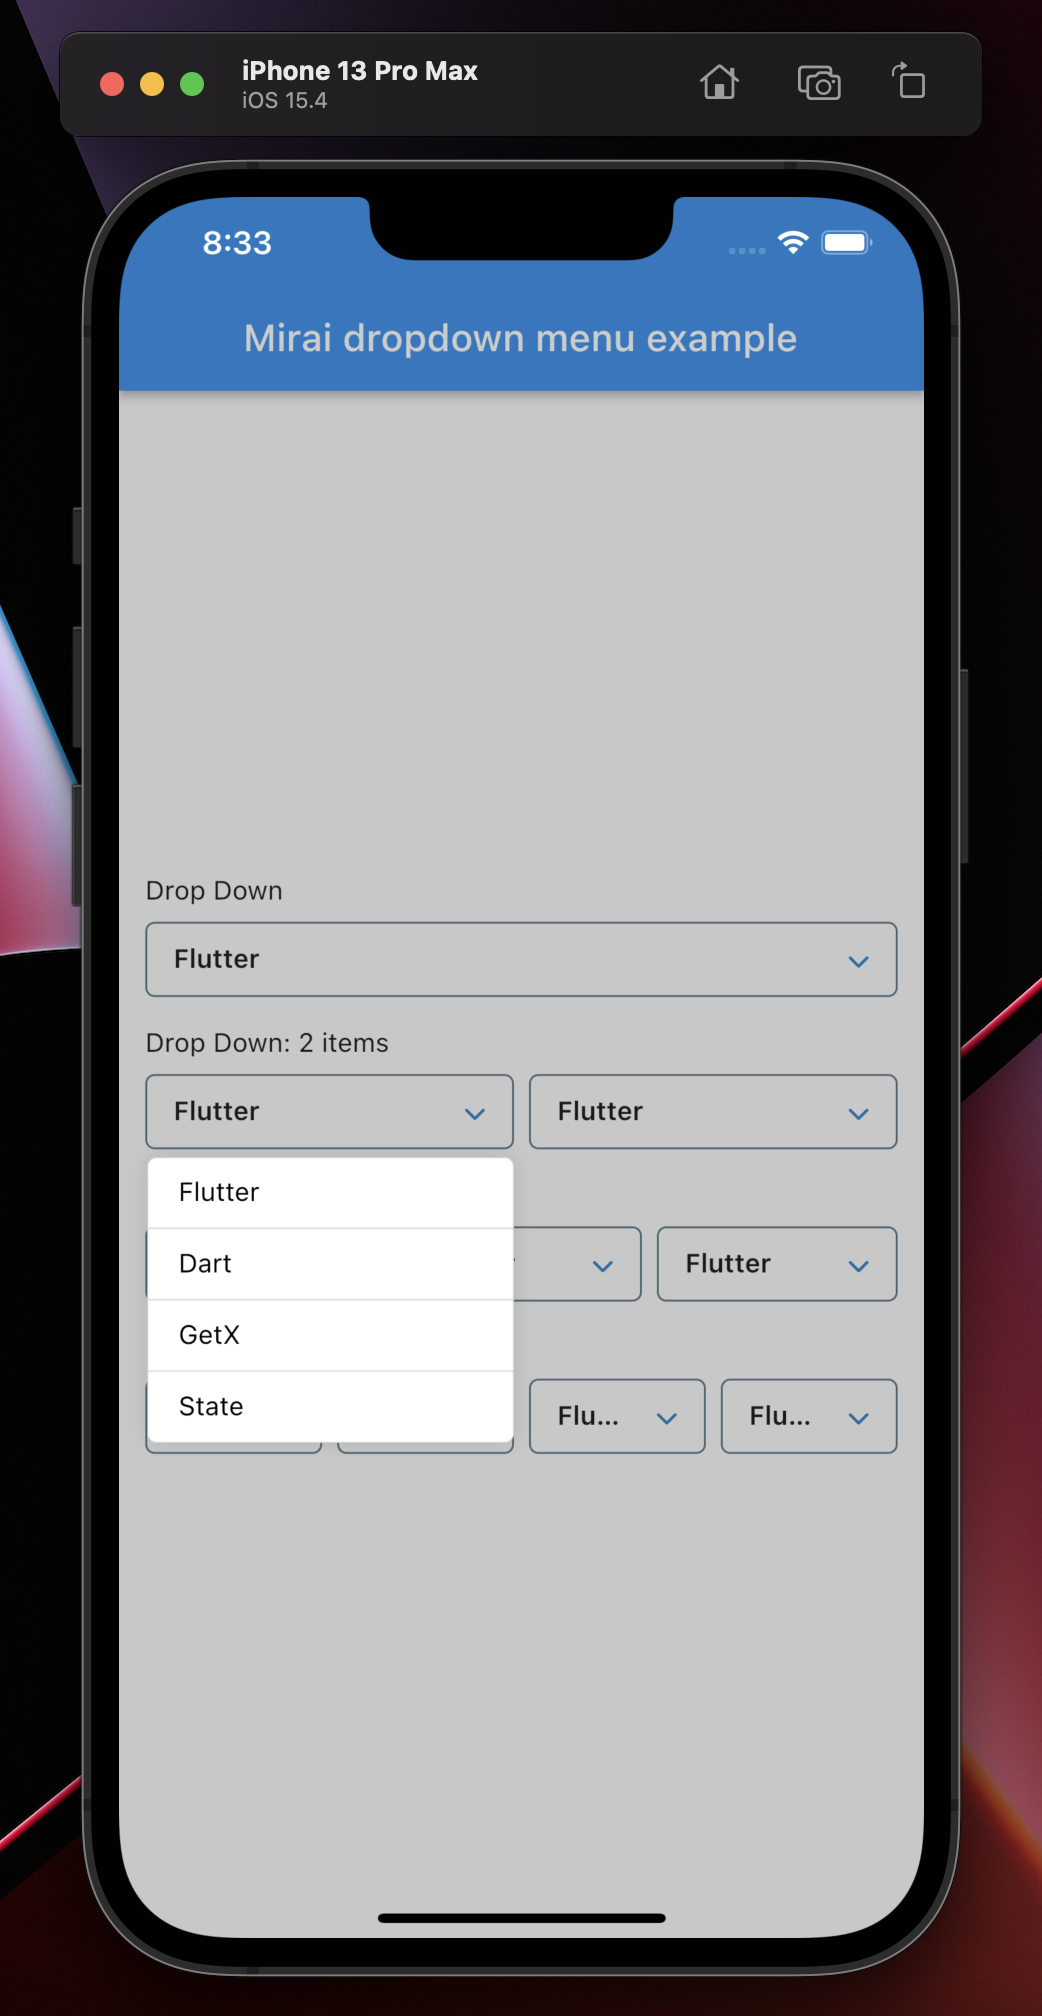 iPhone 13 Pro Max
iOS 15.4
8:33
Mirai dropdown menu example
Drop Down
Flutter
Drop Down: 2 items
Flutter Flutter
Flutter
Dart Flutter
GetX
State Flu... Flu...